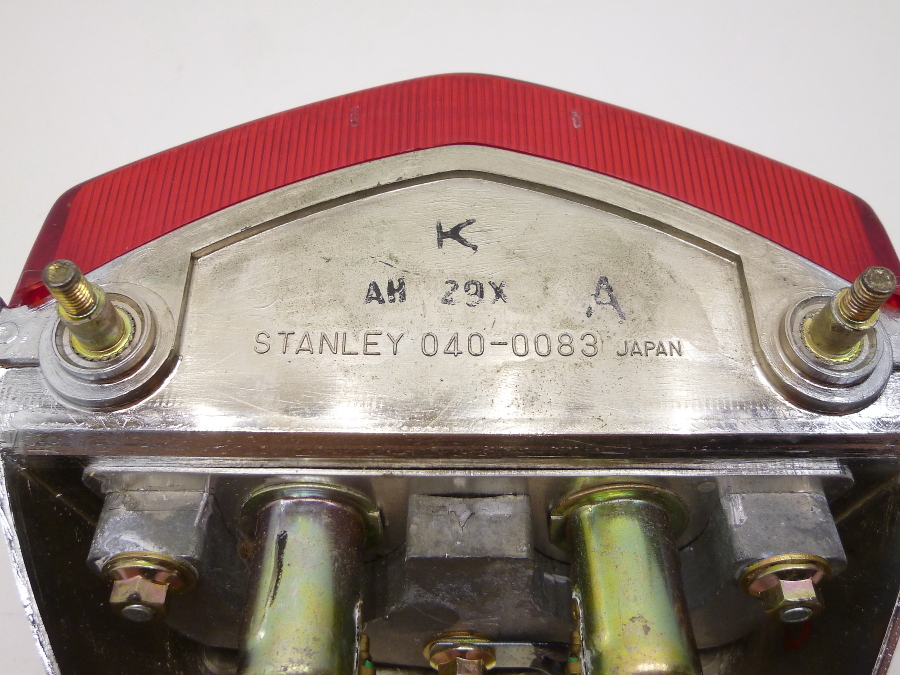 K
AH 29X A
STANLEY 040-0083 JAPAN